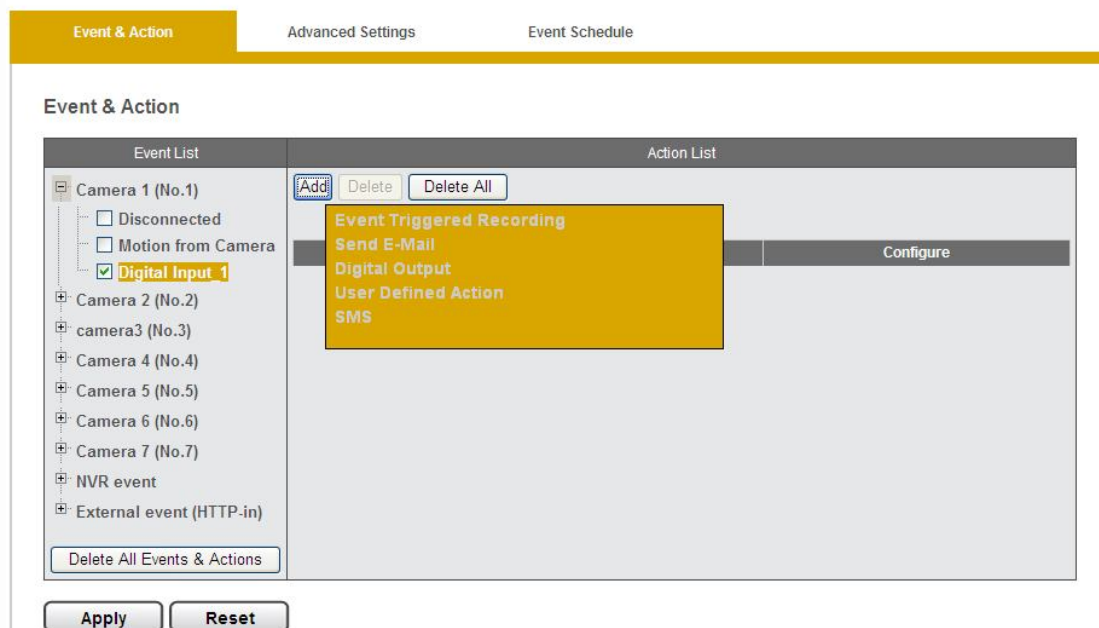 Event & Action Advanced Settings Event Schedule
Event & Action
Event List Action List
Camera 1 (No.1)
Disconnected
Motion from Camera
Digital Input_1
Camera 2 (No.2)
camera3 (No.3)
Camera 4 (No.4)
Camera 5 (No.5)
Camera 6 (No.6)
Camera 7 (No.7)
NVR event
External event (HTTP-in)
Delete All Events & Actions
Add Delete Delete All
Event Triggered Recording
Send E-Mail
Digital Output
User Defined Action
SMS
Configure
Apply Reset